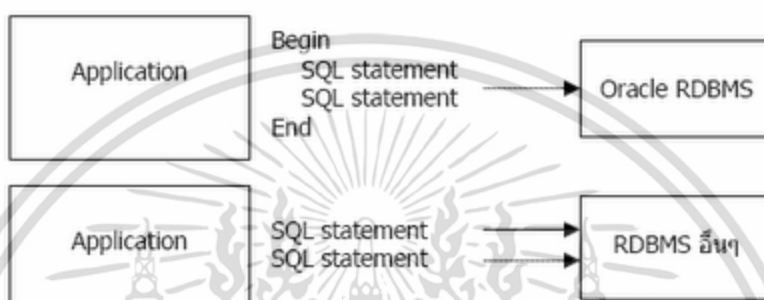 Application
Begin
SQL statement
SQL statement
End
Oracle RDBMS
Application
SQL statement
SQL statement
RDBMS อื่นๆ